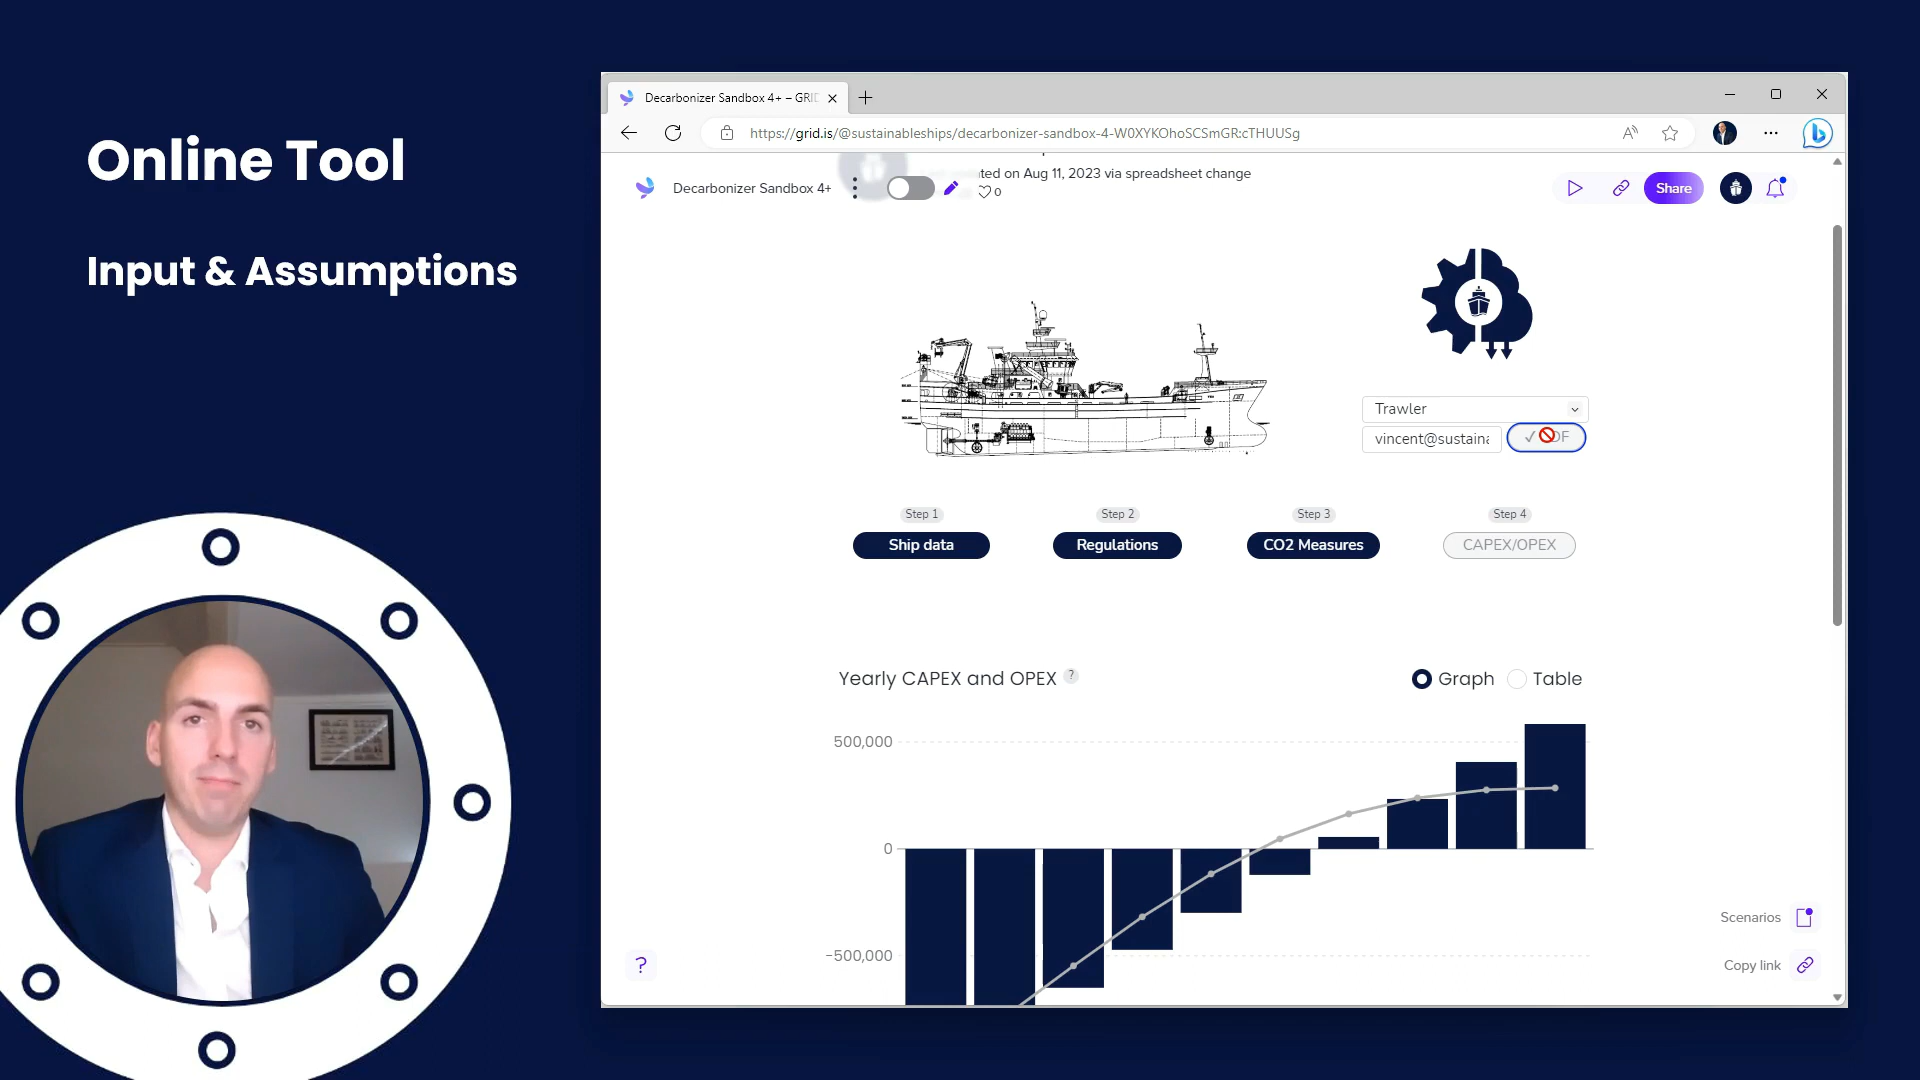 Online Tool
Input & Assumptions
Decarbonizer Sandbox 4+ – GRID
https://grid.is/@sustainableships/decarbonizer-sandbox-4-W0XYKOhoSCSmGR:cTHUUSg
ted on Aug 11, 2023 via spreadsheet change
Decarbonizer Sandbox 4+
0
Share
Trawler
vincent@sustaina
Step 1
Step 2
Step 3
Step 4
Ship data
Regulations
CO2 Measures
CAPEX/OPEX
Yearly CAPEX and OPEX ?
Graph
Table
500,000
0
−500,000
Scenarios
Copy link
?